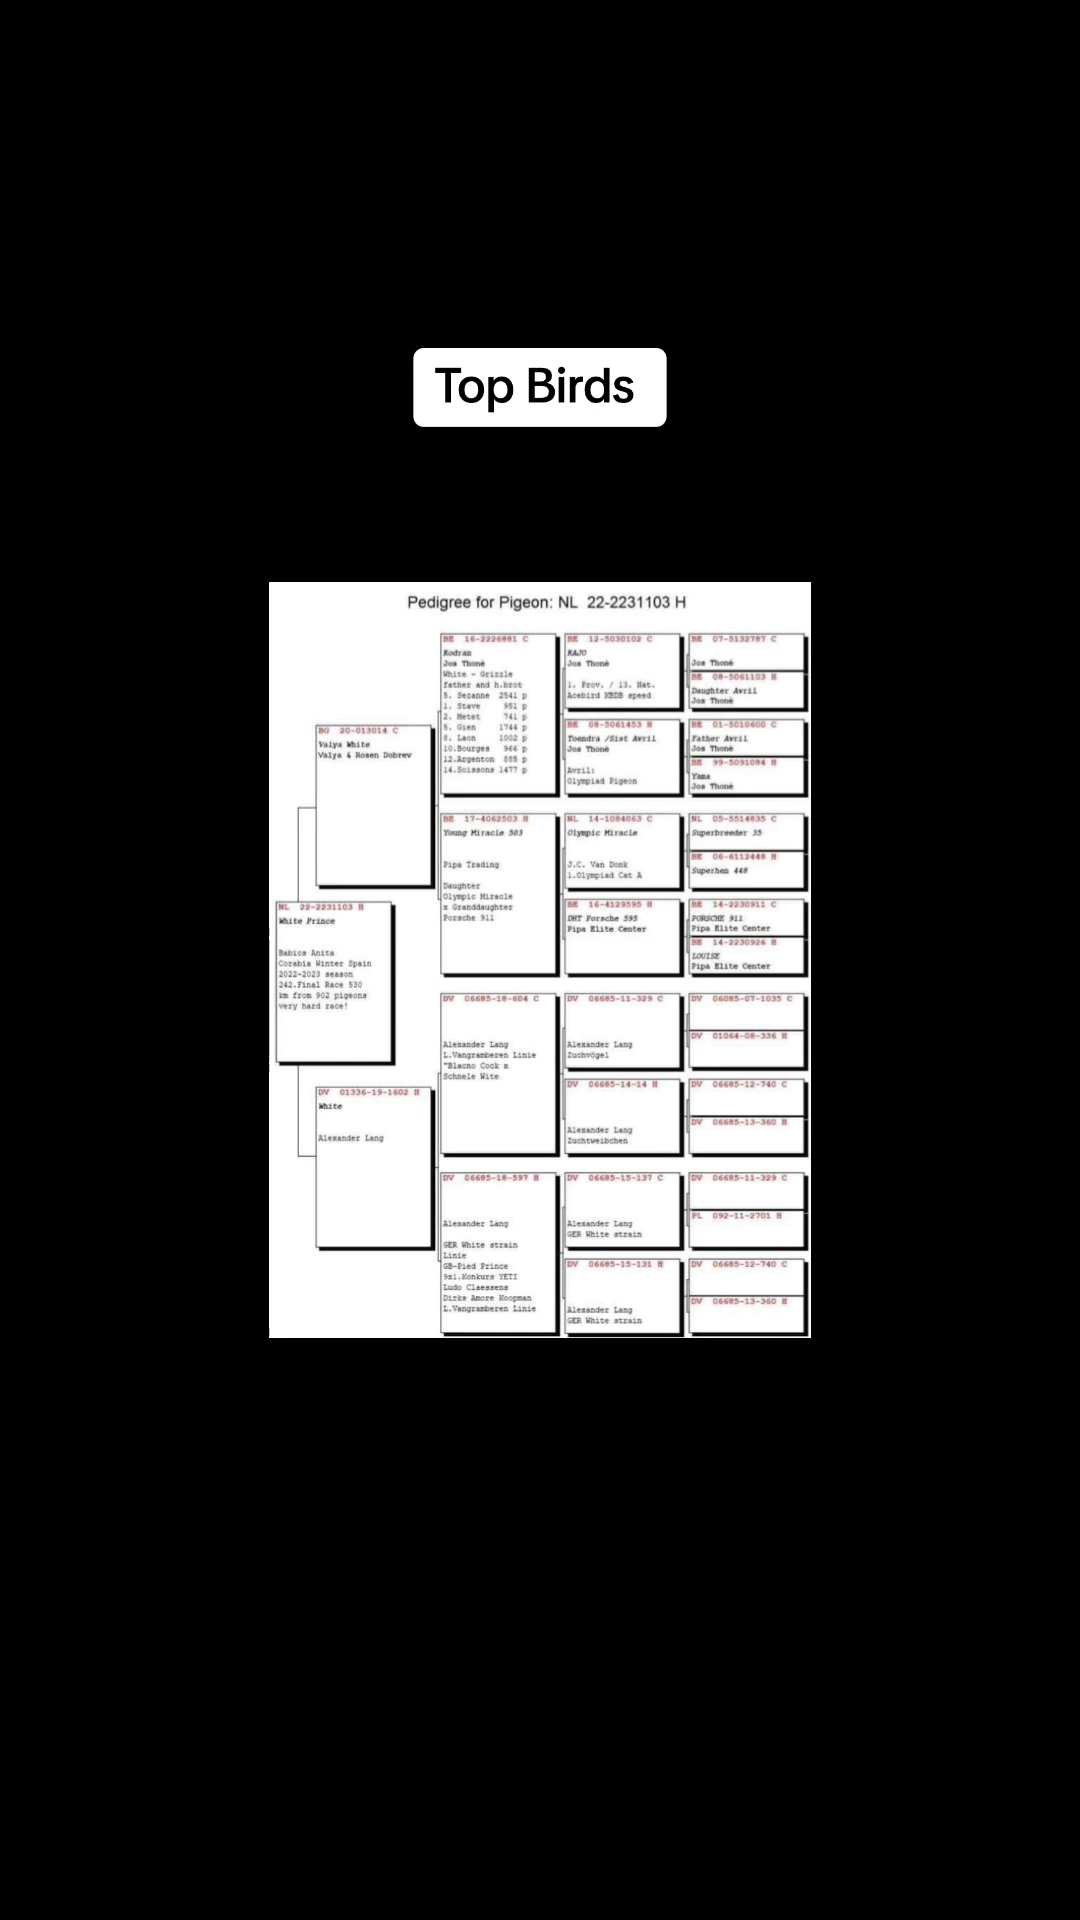 Top Birds
Pedigree for Pigeon: NL 22-2231103 H
NL 22-2231103 H
White Prince
Babics Anita
Corabia Winter Spain
2022-2023 season
242.Final Race 530
km from 902 pigeons
very hard race!
BG 20-013014 C
Valya White
Valya & Rosen Dobrev
DV 01336-19-1602 H
White
Alexander Lang
BE 16-2226881 C
Kodran
Jos Thoné
White - Grizzle
father and h.brot
5. Sezanne 2541 p
1. Stave 951 p
2. Metet 741 p
5. Gien 1744 p
8. Laon 1002 p
10.Bourges 966 p
12.Argenton 885 p
14.Soissons 1477 p
BE 17-4062503 H
Young Miracle 503
Pipa Trading
Daughter
Olympic Miracle
x Granddaughter
Porsche 911
DV 06685-18-604 C
Alexander Lang
L.Vangramberen Linie
"Blacno Cock x
Schnele Wite
DV 06685-18-597 H
Alexander Lang
GER White strain
Linie
GB-Pied Prince
9x1.Konkurs YETI
Ludo Claessens
Dirks Amore Koopman
L.Vangramberen Linie
BE 12-5030102 C
KAJO
Jos Thoné
1. Prov. / 13. Nat.
Acebird KBDB speed
BE 08-5061453 H
Toendra /Sist Avril
Jos Thoné
Avril:
Olympiad Pigeon
NL 14-1084063 C
Olympic Miracle
J.C. Van Donk
1.Olympiad Cat A
BE 16-4129595 H
DHT Porsche 595
Pipa Elite Center
DV 06685-11-329 C
Alexander Lang
Zuchvögel
DV 06685-14-14 H
Alexander Lang
Zuchtweibchen
DV 06685-15-137 C
Alexander Lang
GER White strain
DV 06685-15-131 H
Alexander Lang
GER White strain
BE 07-5132787 C
Jos Thoné
BE 08-5061103 H
Daughter Avril
Jos Thoné
BE 01-5010600 C
Father Avril
Jos Thoné
BE 99-5091084 H
Yama
Jos Thoné
NL 05-5514835 C
Superbreeder 35
BE 06-6112448 H
Superhen 448
BE 14-2230911 C
PORSCHE 911
Pipa Elite Center
BE 14-2230926 H
LOUISE
Pipa Elite Center
DV 06085-07-1035 C
DV 01064-08-336 H
DV 06685-12-740 C
DV 06685-13-360 H
DV 06685-11-329 C
PL 092-11-2701 H
DV 06685-12-740 C
DV 06685-13-360 H